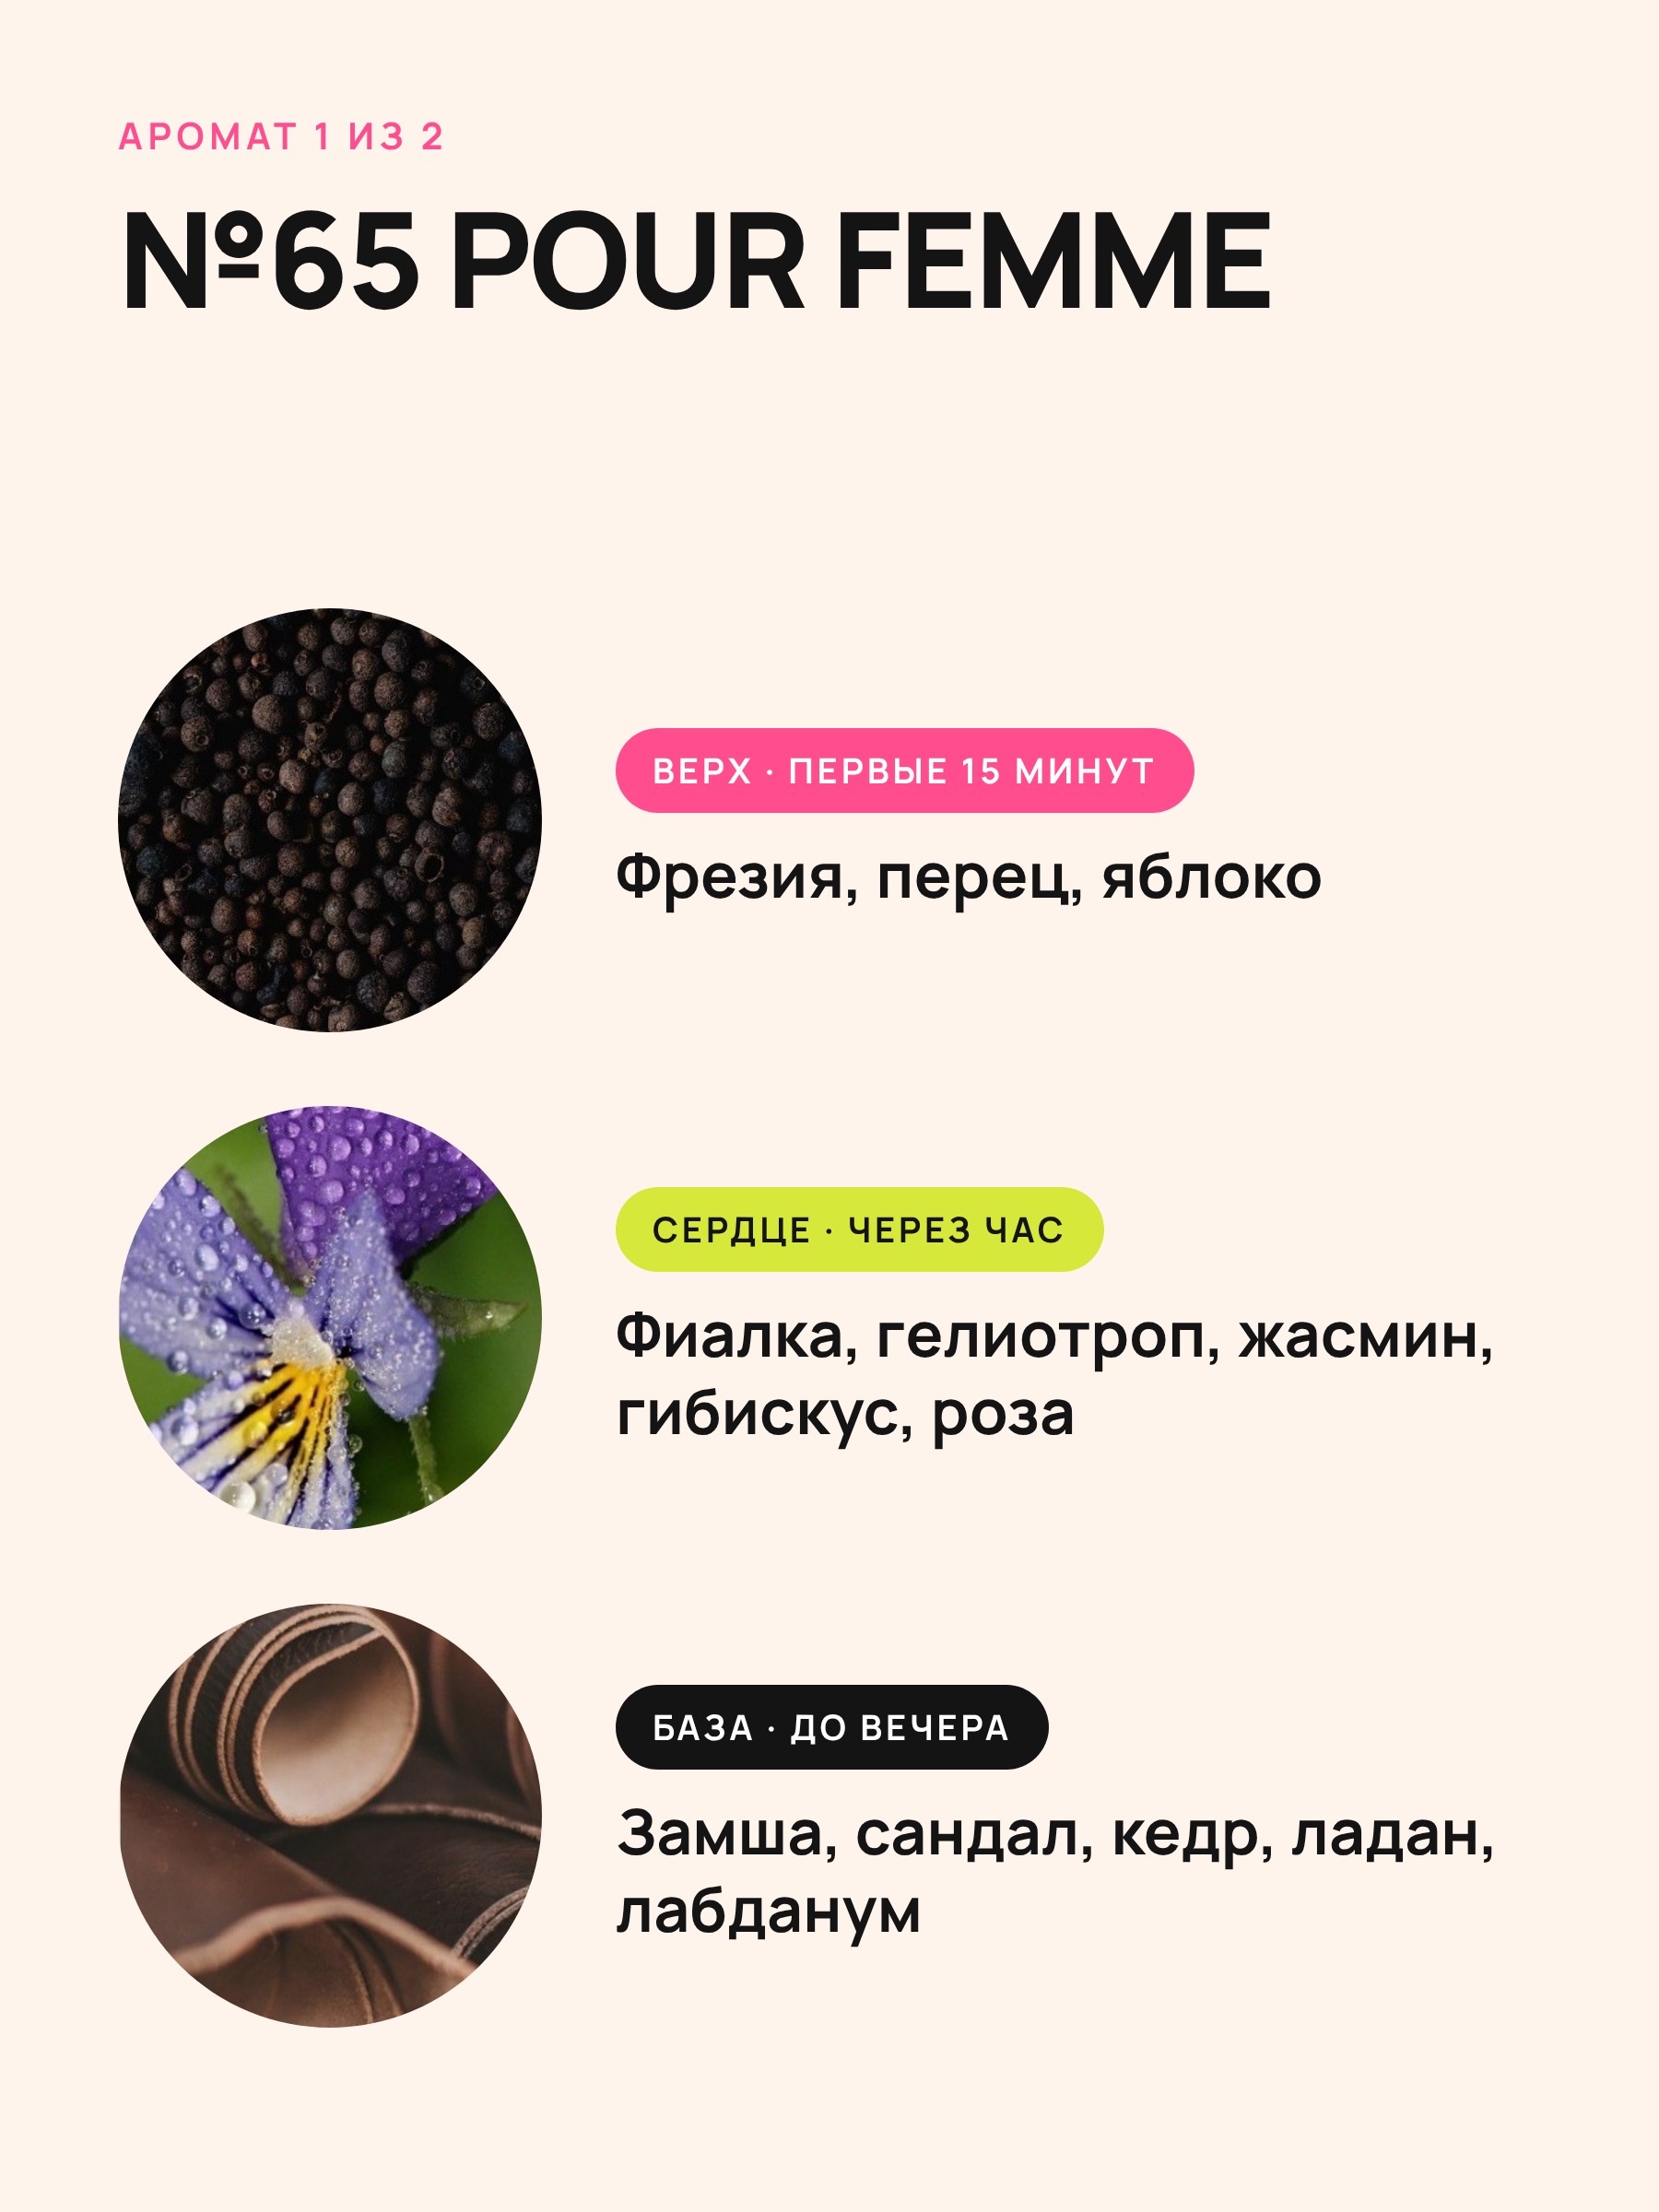 АРОМАТ 1 ИЗ 2
№65 POUR FEMME
ВЕРХ · ПЕРВЫЕ 15 МИНУТ
Фрезия, перец, яблоко
СЕРДЦЕ · ЧЕРЕЗ ЧАС
Фиалка, гелиотроп, жасмин,
гибискус, роза
БАЗА · ДО ВЕЧЕРА
Замша, сандал, кедр, ладан,
лабданум